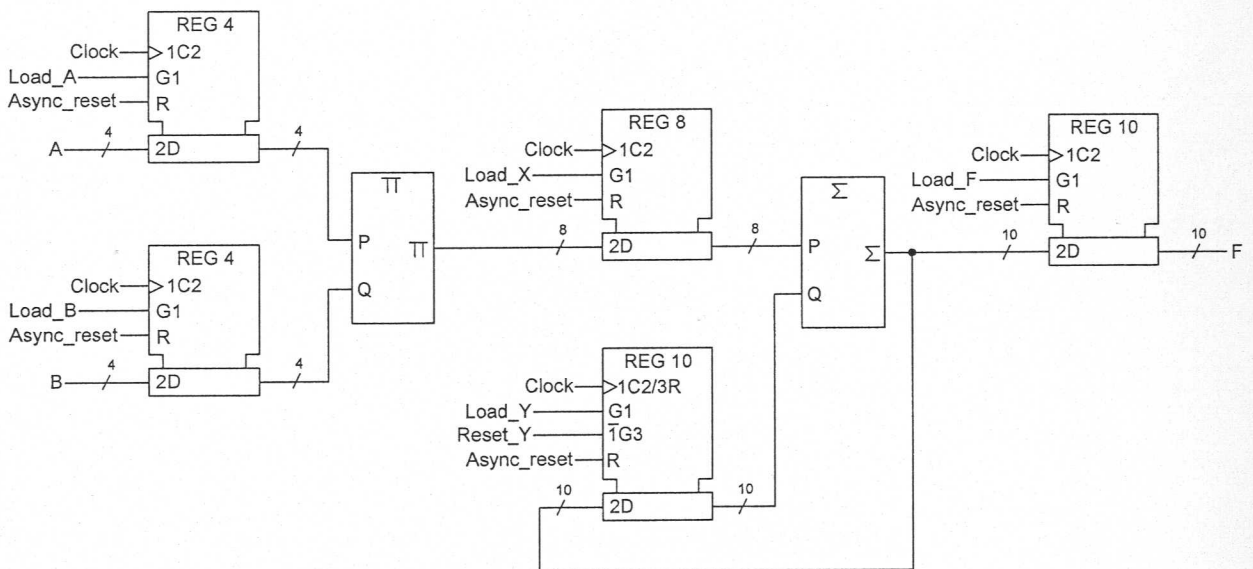 REG 4
Clock
1C2
Load_A
G1
Async_reset
R
A
4
2D
4
REG 4
Clock
1C2
Load_B
G1
Async_reset
R
B
4
2D
4
Π
P
Q
Π
REG 8
Clock
1C2
Load_X
G1
Async_reset
R
8
2D
8
Σ
P
Q
Σ
REG 10
Clock
1C2/3R
Load_Y
G1
Reset_Y
1̅G3
Async_reset
R
10
2D
10
REG 10
Clock
1C2
Load_F
G1
Async_reset
R
10
2D
10
F